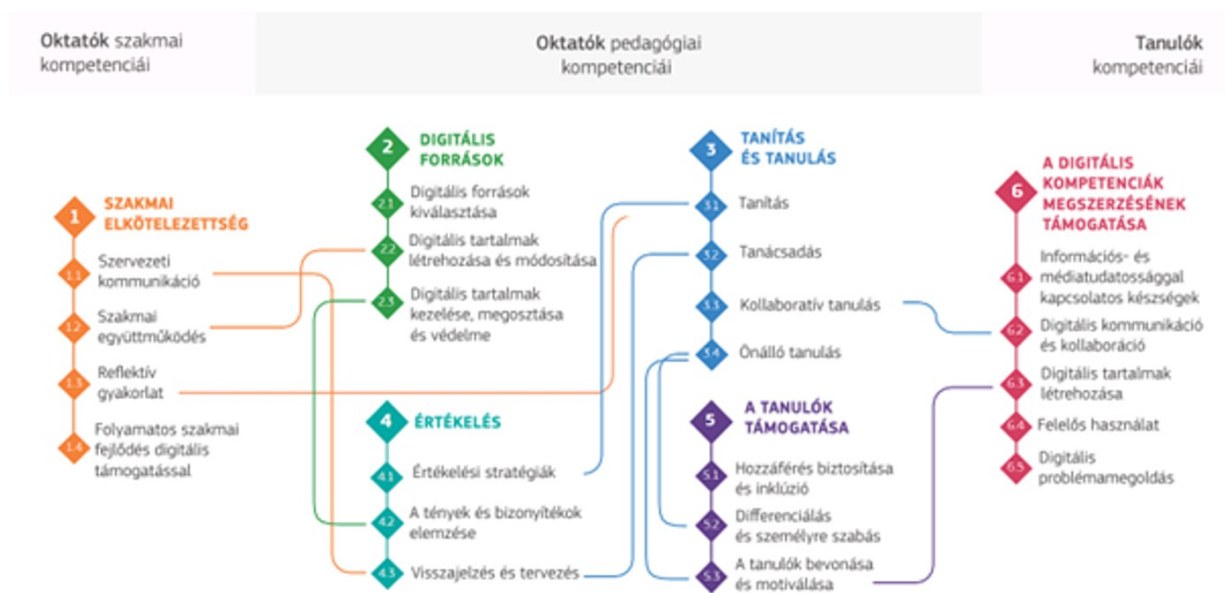 Oktatók szakmai
kompetenciái
Oktatók pedagógiai
kompetenciái
Tanulók
kompetenciái
1
SZAKMAI
ELKÖTELEZETTSÉG
1.1
Szervezeti
kommunikáció
1.2
Szakmai
együttműködés
1.3
Reflektív
gyakorlat
1.4
Folyamatos szakmai
fejlődés digitális
támogatással
2
DIGITÁLIS
FORRÁSOK
2.1
Digitális források
kiválasztása
2.2
Digitális tartalmak
létrehozása és módosítása
2.3
Digitális tartalmak
kezelése, megosztása
és védelme
4
ÉRTÉKELÉS
4.1
Értékelési stratégiák
4.2
A tények és bizonyítékok
elemzése
4.3
Visszajelzés és tervezés
3
TANÍTÁS
ÉS TANULÁS
3.1
Tanítás
3.2
Tanácsadás
3.3
Kollaboratív tanulás
3.4
Önálló tanulás
5
A TANULÓK
TÁMOGATÁSA
5.1
Hozzáférés biztosítása
és inklúzió
5.2
Differenciálás
és személyre szabás
5.3
A tanulók bevonása
és motiválása
6
A DIGITÁLIS
KOMPETENCIÁK
MEGSZERZÉSÉNEK
TÁMOGATÁSA
6.1
Információs- és
médiatudatossággal
kapcsolatos készségek
6.2
Digitális kommunikáció
és kollaboráció
6.3
Digitális tartalmak
létrehozása
6.4
Felelős használat
6.5
Digitális
problémamegoldás